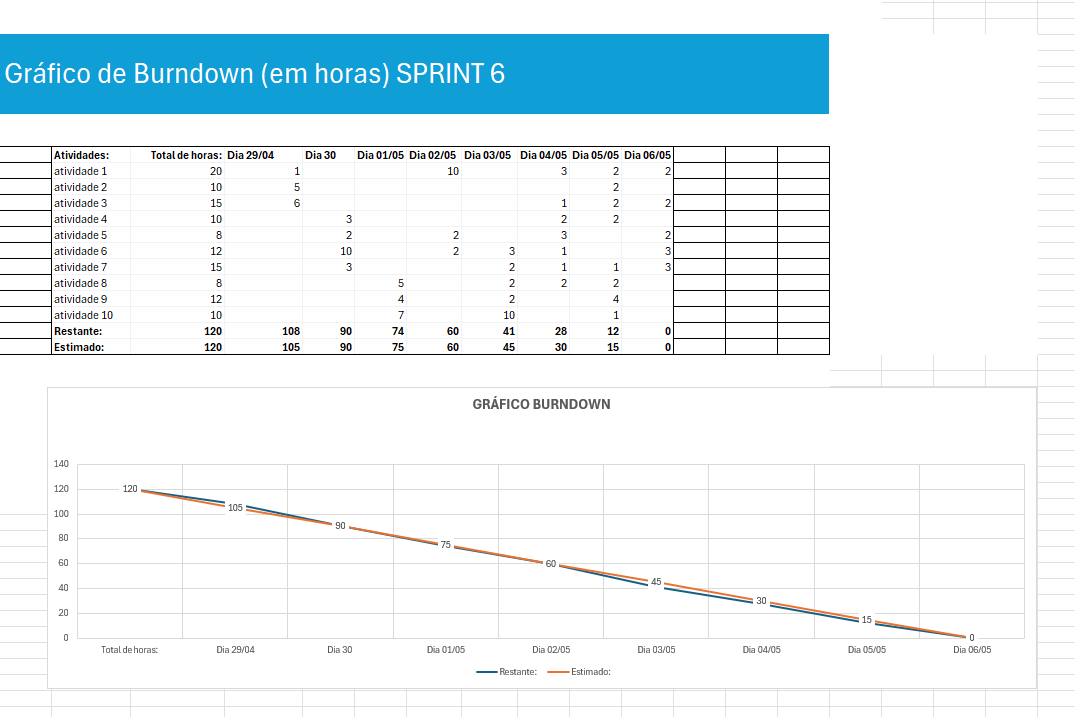 Gráfico de Burndown (em horas) SPRINT 6
Atividades: Total de horas: Dia 29/04 Dia 30 Dia 01/05 Dia 02/05 Dia 03/05 Dia 04/05 Dia 05/05 Dia 06/05
atividade 1 20 1 10 3 2 2
atividade 2 10 5 2
atividade 3 15 6 1 2 2
atividade 4 10 3 2 2
atividade 5 8 2 2 3 2
atividade 6 12 10 2 3 1 3
atividade 7 15 3 2 1 1 3
atividade 8 8 5 2 2 2
atividade 9 12 4 2 4
atividade 10 10 7 10 1
Restante: 120 108 90 74 60 41 28 12 0
Estimado: 120 105 90 75 60 45 30 15 0
GRÁFICO BURNDOWN
140
120
100
80
60
40
20
0
120 105 90 75 60 45 30 15 0
Total de horas: Dia 29/04 Dia 30 Dia 01/05 Dia 02/05 Dia 03/05 Dia 04/05 Dia 05/05 Dia 06/05
Restante: Estimado: